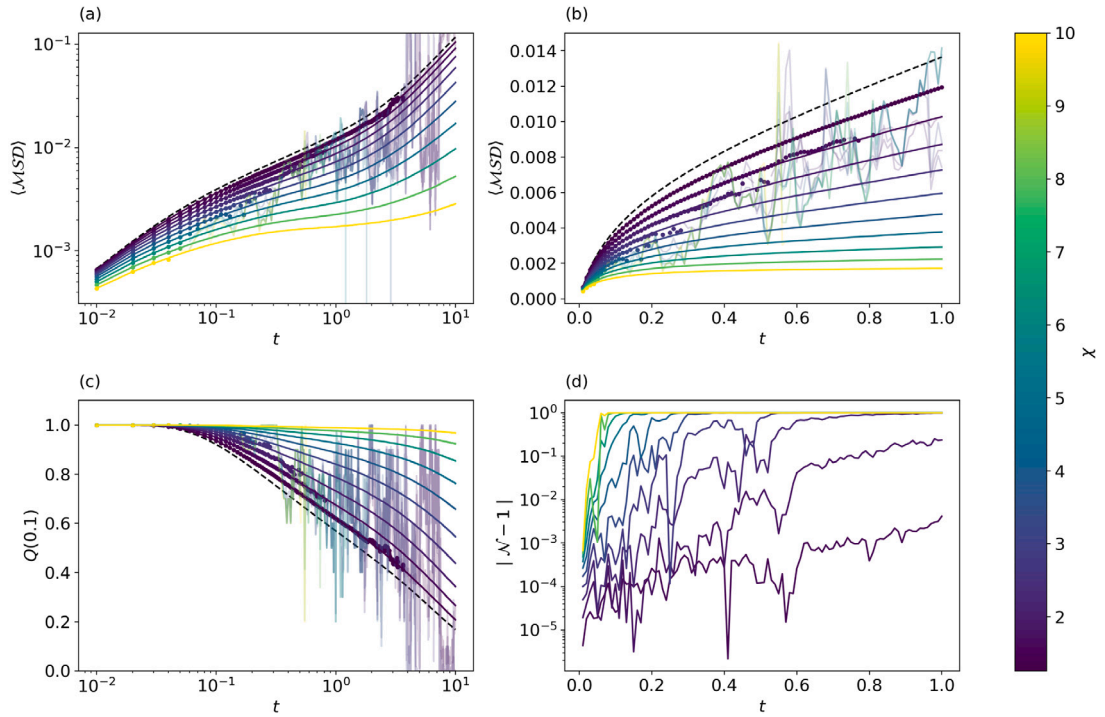 (a)
⟨MSD⟩
10⁻¹
10⁻²
10⁻³
10⁻² 10⁻¹ 10⁰ 10¹
t
(b)
⟨MSD⟩
0.014
0.012
0.010
0.008
0.006
0.004
0.002
0.000
0.0 0.2 0.4 0.6 0.8 1.0
t
(c)
Q(0.1)
1.0
0.8
0.6
0.4
0.2
0.0
10⁻² 10⁻¹ 10⁰ 10¹
t
(d)
| 𝒩 − 1 |
10⁰
10⁻¹
10⁻²
10⁻³
10⁻⁴
10⁻⁵
0.0 0.2 0.4 0.6 0.8 1.0
t
10
9
8
7
6
5
4
3
2
χ